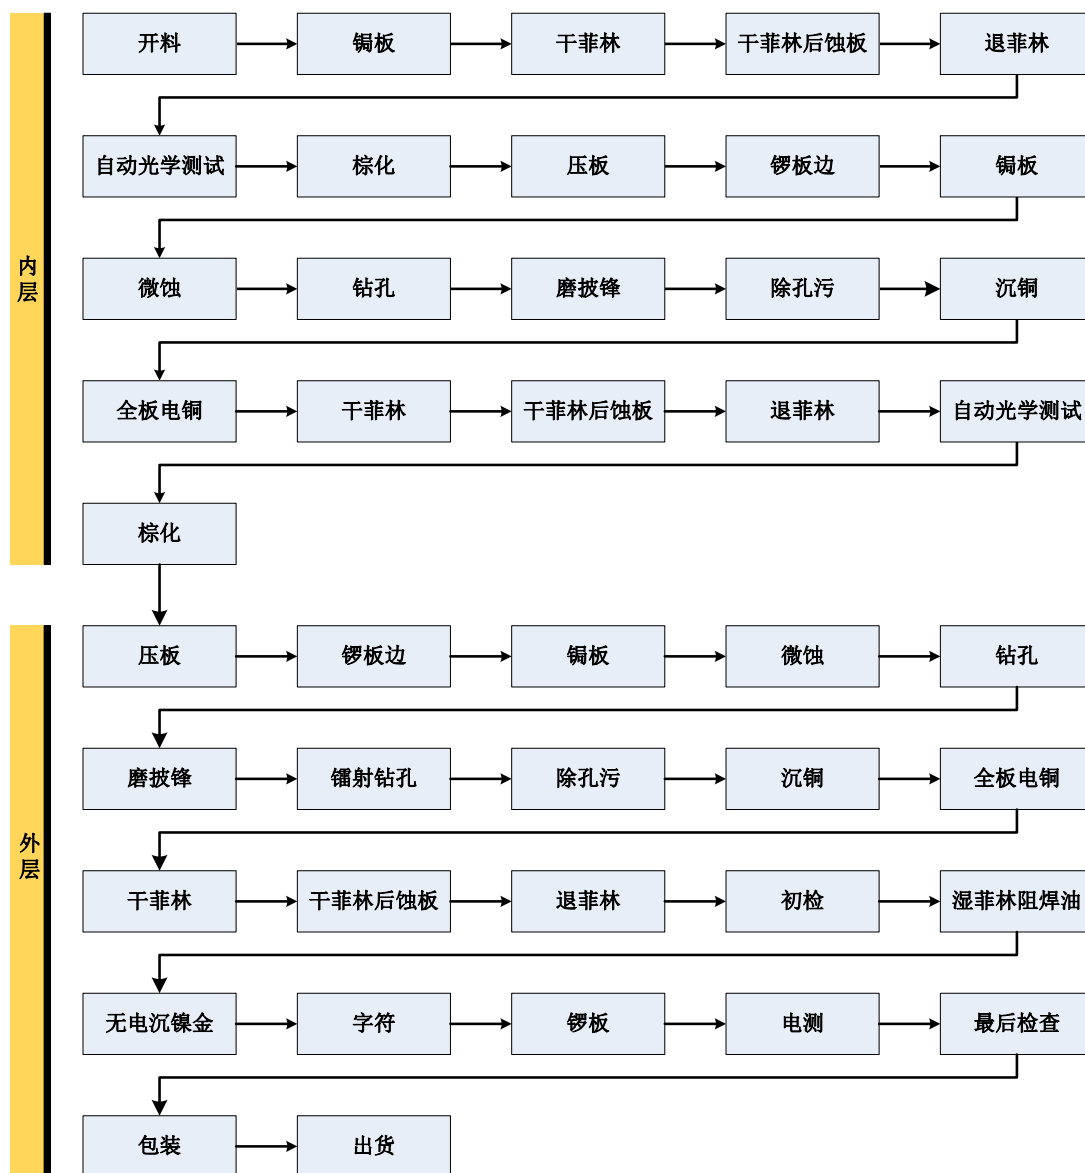 内层
开料
锔板
干菲林
干菲林后蚀板
退菲林
自动光学测试
棕化
压板
锣板边
锔板
微蚀
钻孔
磨披锋
除孔污
沉铜
全板电铜
干菲林
干菲林后蚀板
退菲林
自动光学测试
棕化
外层
压板
锣板边
锔板
微蚀
钻孔
磨披锋
镭射钻孔
除孔污
沉铜
全板电铜
干菲林
干菲林后蚀板
退菲林
初检
湿菲林阻焊油
无电沉镍金
字符
锣板
电测
最后检查
包装
出货